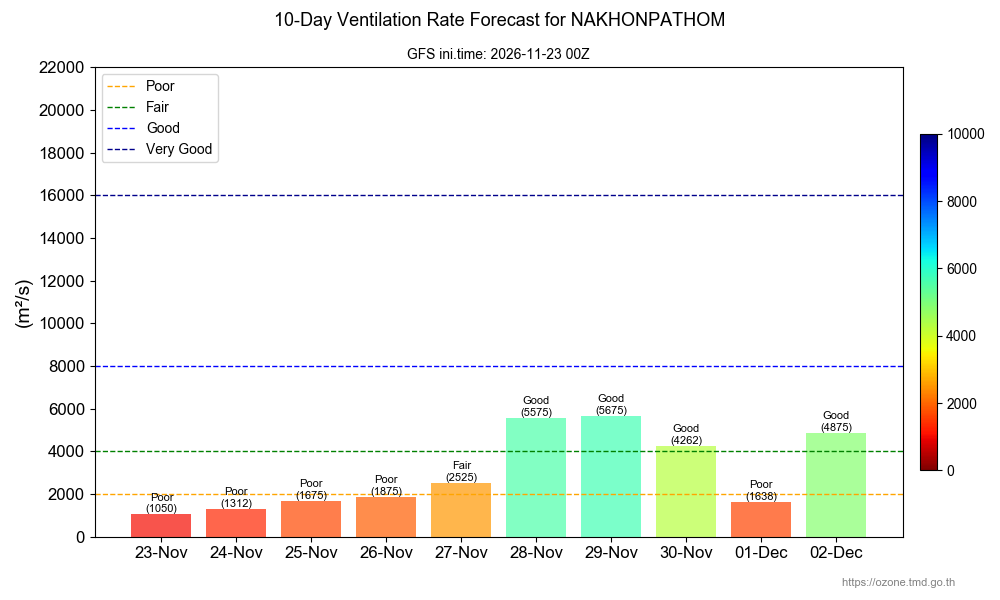 10-Day Ventilation Rate Forecast for NAKHONPATHOM
GFS ini.time: 2026-11-23 00Z
22000
20000
18000
16000
14000
12000
10000
8000
6000
4000
2000
0
(m²/s)
Poor
Fair
Good
Very Good
Poor
(1050)
Poor
(1312)
Poor
(1675)
Poor
(1875)
Fair
(2525)
Good
(5575)
Good
(5675)
Good
(4262)
Poor
(1638)
Good
(4875)
23-Nov 24-Nov 25-Nov 26-Nov 27-Nov 28-Nov 29-Nov 30-Nov 01-Dec 02-Dec
10000
8000
6000
4000
2000
0
https://ozone.tmd.go.th